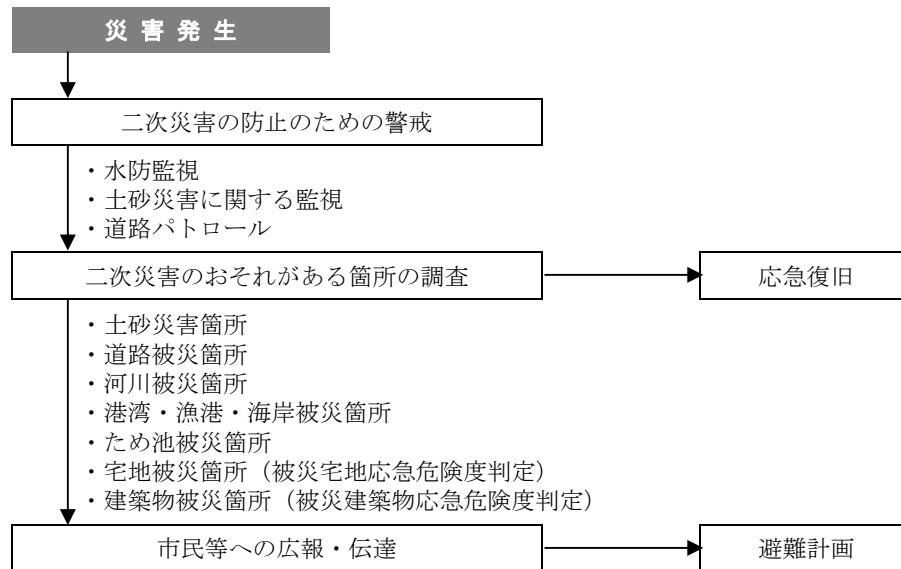 災 害 発 生
二次災害の防止のための警戒
・水防監視
・土砂災害に関する監視
・道路パトロール
二次災害のおそれがある箇所の調査
応急復旧
・土砂災害箇所
・道路被災箇所
・河川被災箇所
・港湾・漁港・海岸被災箇所
・ため池被災箇所
・宅地被災箇所（被災宅地応急危険度判定）
・建築物被災箇所（被災建築物応急危険度判定）
市民等への広報・伝達
避難計画